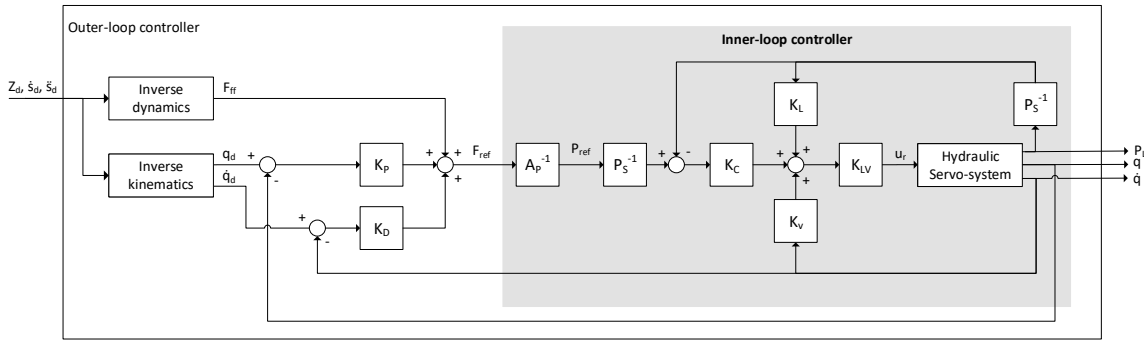 Outer-loop controller
Inner-loop controller
Z_d, ṡ_d, s̈_d
Inverse
dynamics
F_ff
Inverse
kinematics
q_d
q̇_d
+
-
+
-
K_P
K_D
+
+
+
F_ref
A_P^-1
P_ref
P_S^-1
+
-
K_C
K_L
K_v
+
+
+
K_LV
u_r
Hydraulic
Servo-system
P_S^-1
q
q̇